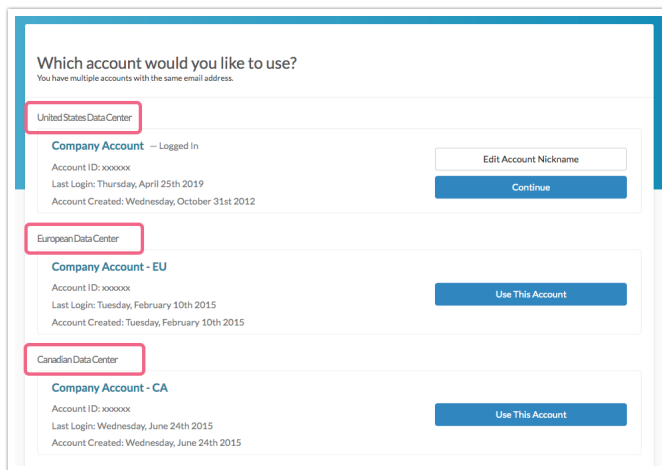 Which account would you like to use?
You have multiple accounts with the same email address.
United States Data Center
Company Account — Logged In
Account ID: xxxxxx
Last Login: Thursday, April 25th 2019
Account Created: Wednesday, October 31st 2012
Edit Account Nickname
Continue
European Data Center
Company Account - EU
Account ID: xxxxxx
Last Login: Tuesday, February 10th 2015
Account Created: Tuesday, February 10th 2015
Use This Account
Canadian Data Center
Company Account - CA
Account ID: xxxxxx
Last Login: Wednesday, June 24th 2015
Account Created: Wednesday, June 24th 2015
Use This Account